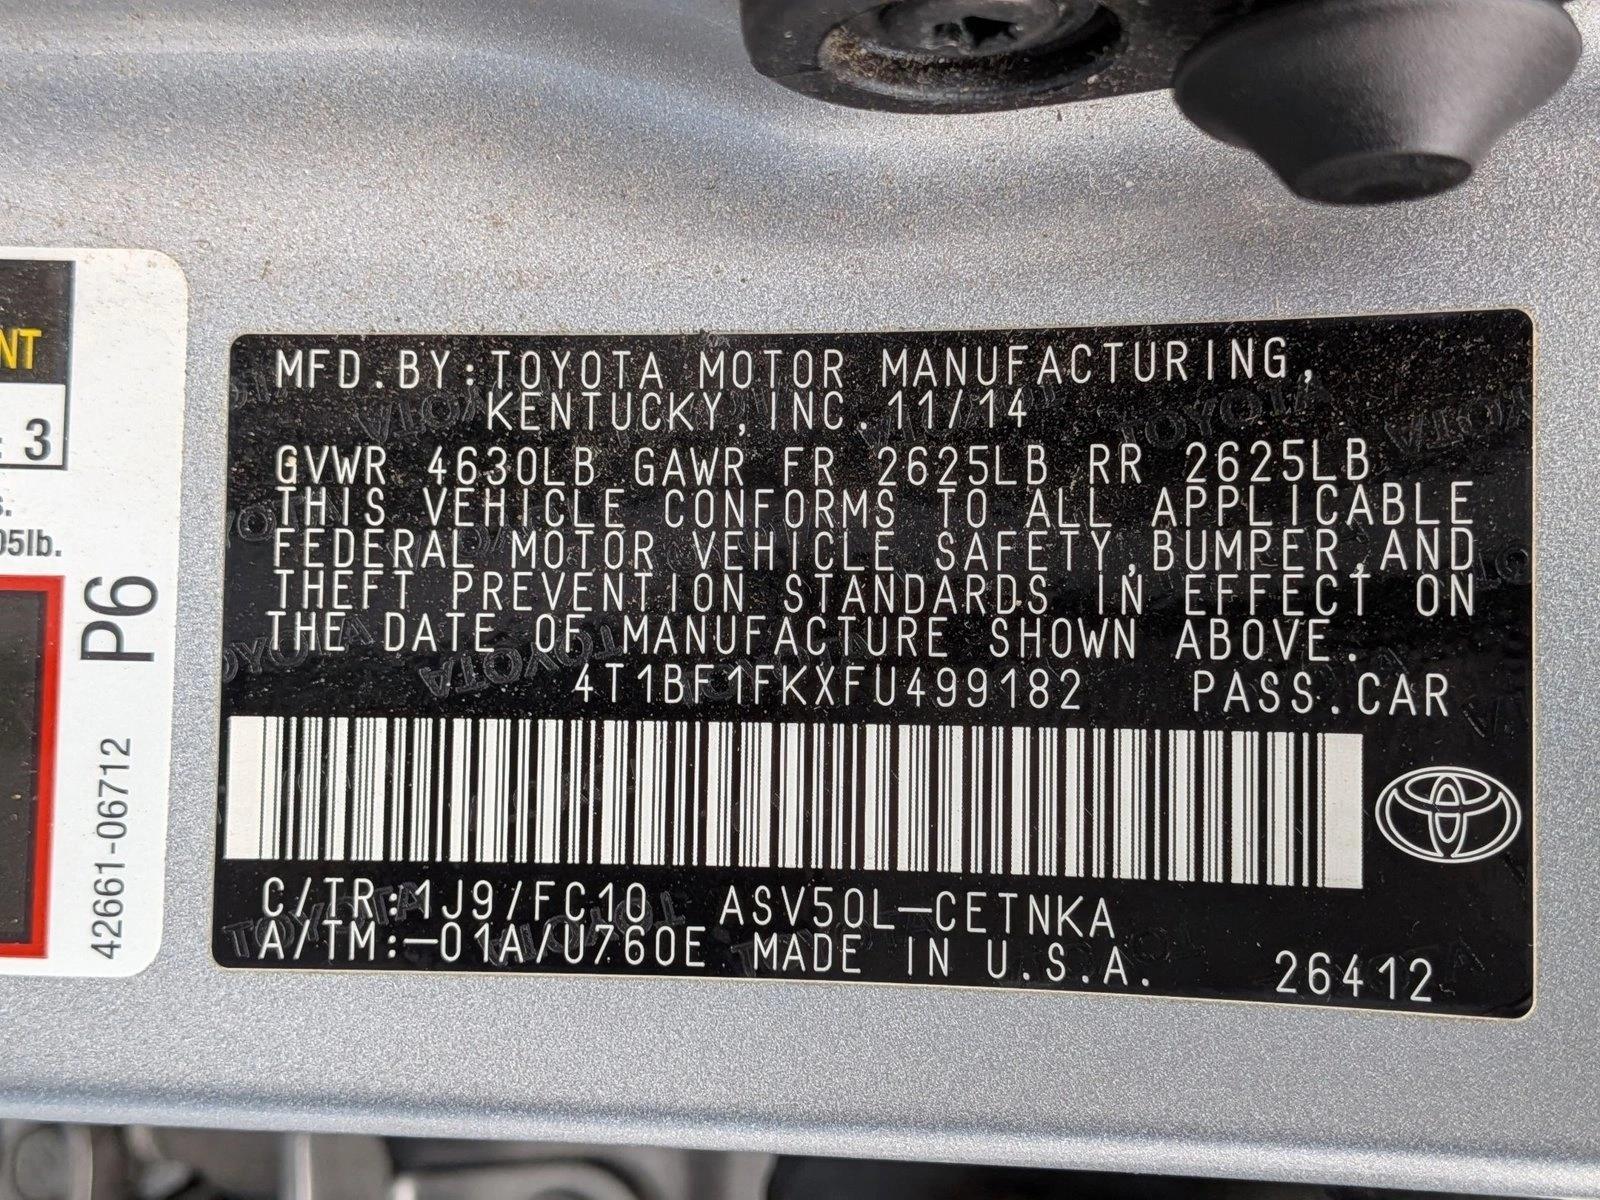 NT
3
s.
05lb.
P6
42661-06712
MFD.BY:TOYOTA MOTOR MANUFACTURING,
KENTUCKY,INC.11/14
GVWR 4630LB GAWR FR 2625LB RR 2625LB
THIS VEHICLE CONFORMS TO ALL APPLICABLE
FEDERAL MOTOR VEHICLE SAFETY,BUMPER,AND
THEFT PREVENTION STANDARDS IN EFFECT ON
THE DATE OF MANUFACTURE SHOWN ABOVE.
4T1BF1FKXFU499182 PASS.CAR
C/TR:1J9/FC10 ASV50L-CETNKA
A/TM:-01A/U760E MADE IN U.S.A.
26412